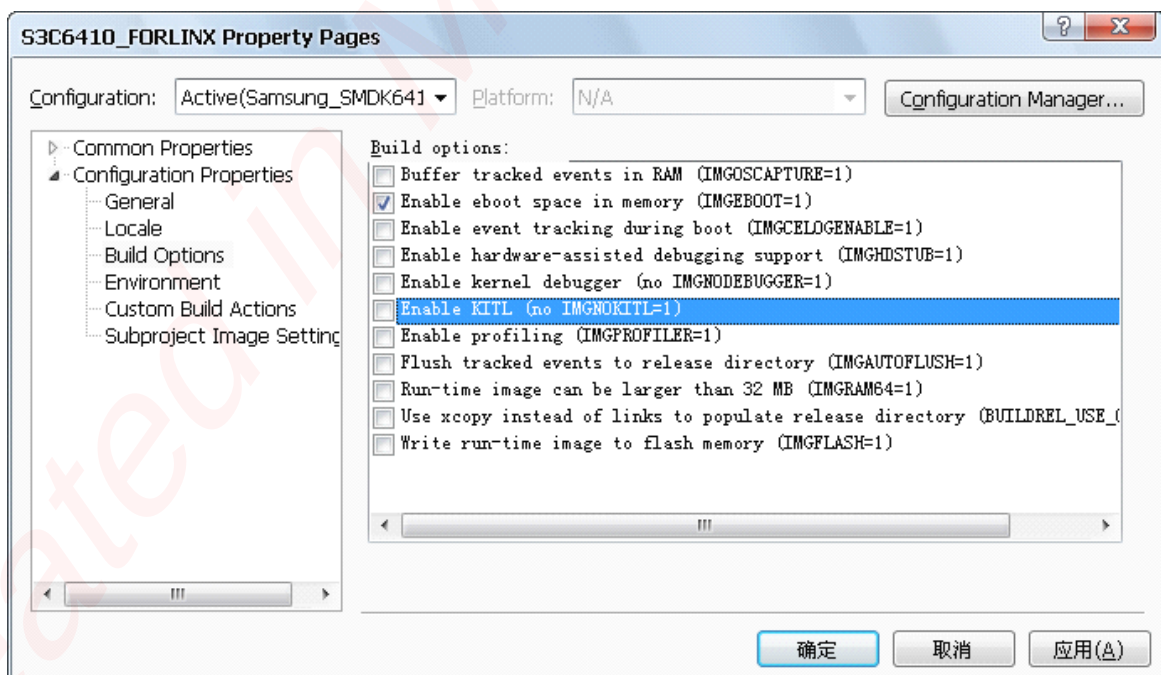 S3C6410_FORLINX Property Pages
Configuration: Active(Samsung_SMDK641 Platform: N/A Configuration Manager...
Common Properties
Configuration Properties
General
Locale
Build Options
Environment
Custom Build Actions
Subproject Image Setting
Build options:
Buffer tracked events in RAM (IMGOSCAPTURE=1)
Enable eboot space in memory (IMGEBOOT=1)
Enable event tracking during boot (IMGCELOGENABLE=1)
Enable hardware-assisted debugging support (IMGHDSTUB=1)
Enable kernel debugger (no IMGNODEBUGGER=1)
Enable KITL (no IMGNOKITL=1)
Enable profiling (IMGPROFILER=1)
Flush tracked events to release directory (IMGAUTOFLUSH=1)
Run-time image can be larger than 32 MB (IMGRAM64=1)
Use xcopy instead of links to populate release directory (BUILDREL_USE_(
Write run-time image to flash memory (IMGFLASH=1)
确定 取消 应用(A)